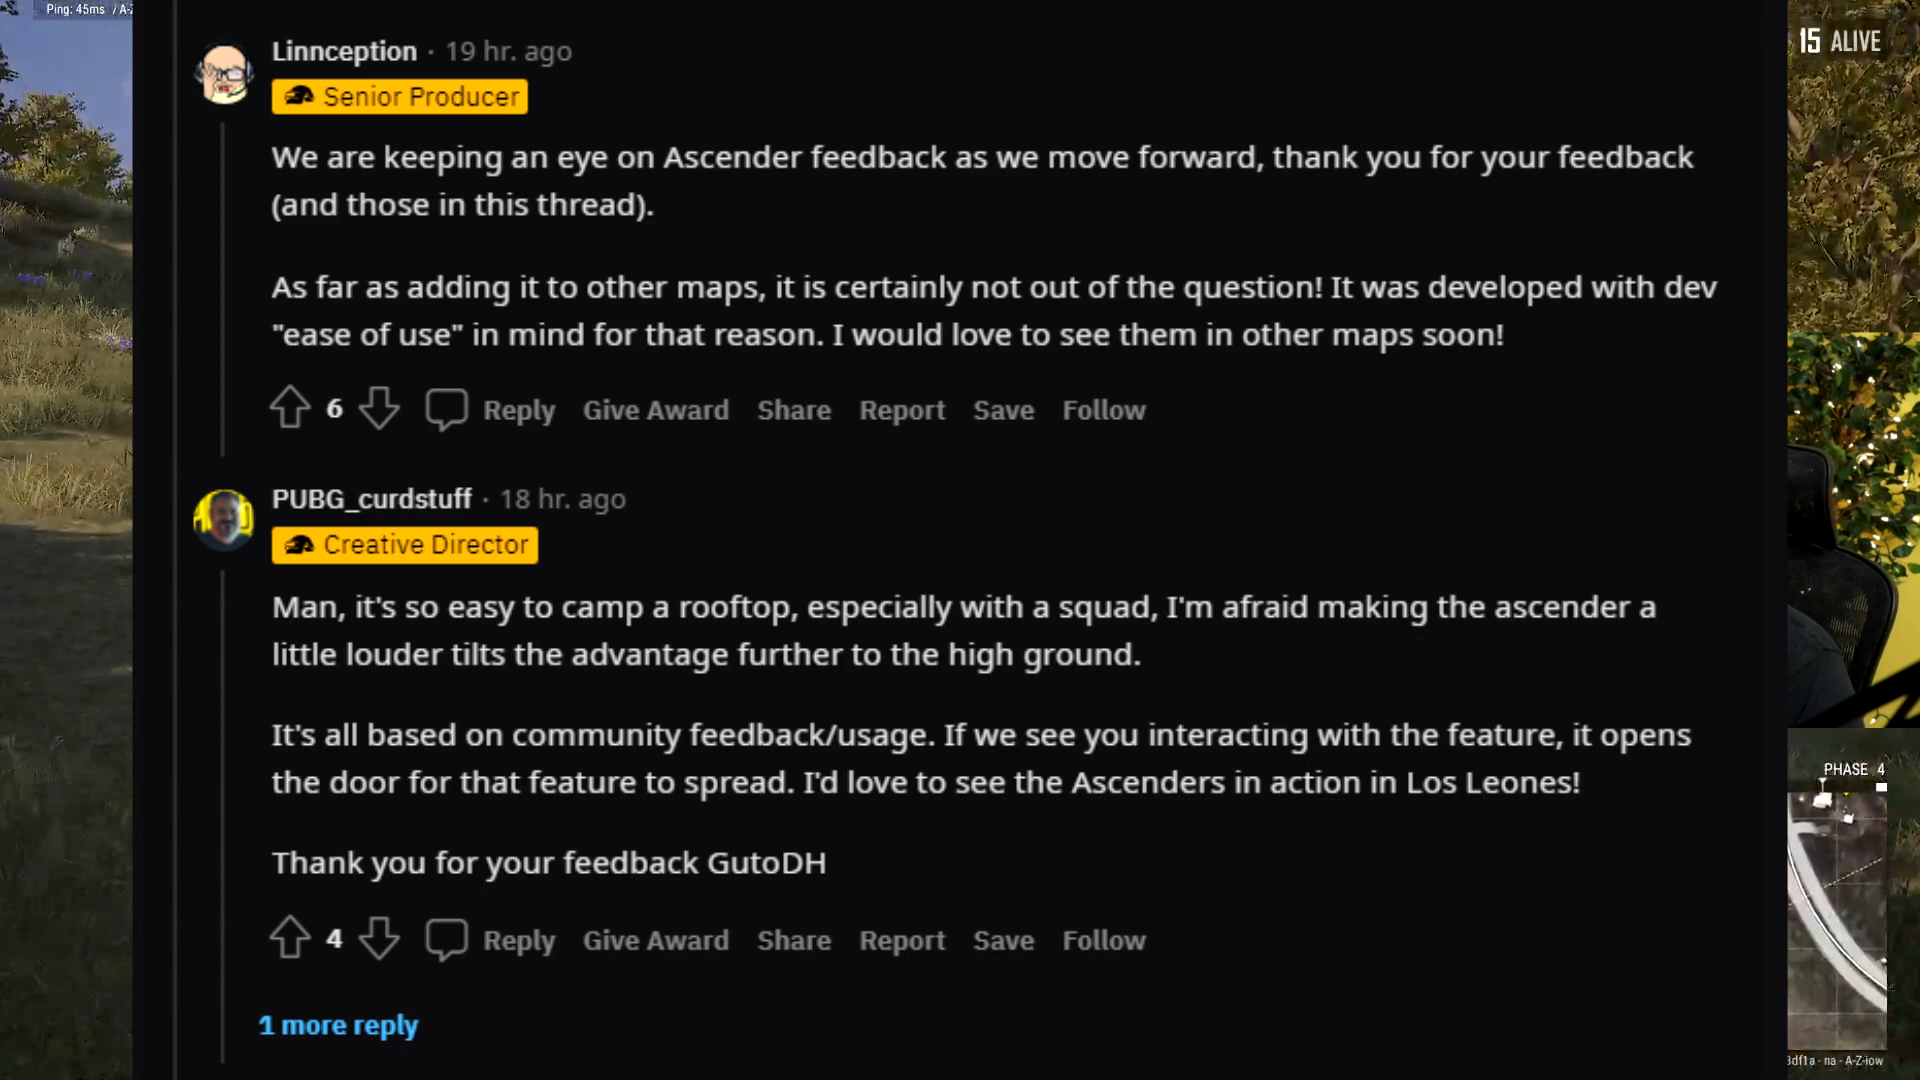 Ping: 45ms / A-Z
15 ALIVE
Linnception · 19 hr. ago
Senior Producer
We are keeping an eye on Ascender feedback as we move forward, thank you for your feedback
(and those in this thread).
As far as adding it to other maps, it is certainly not out of the question! It was developed with dev
"ease of use" in mind for that reason. I would love to see them in other maps soon!
6 Reply Give Award Share Report Save Follow
PUBG_curdstuff · 18 hr. ago
Creative Director
Man, it's so easy to camp a rooftop, especially with a squad, I'm afraid making the ascender a
little louder tilts the advantage further to the high ground.
It's all based on community feedback/usage. If we see you interacting with the feature, it opens
the door for that feature to spread. I'd love to see the Ascenders in action in Los Leones!
Thank you for your feedback GutoDH
4 Reply Give Award Share Report Save Follow
1 more reply
PHASE 4